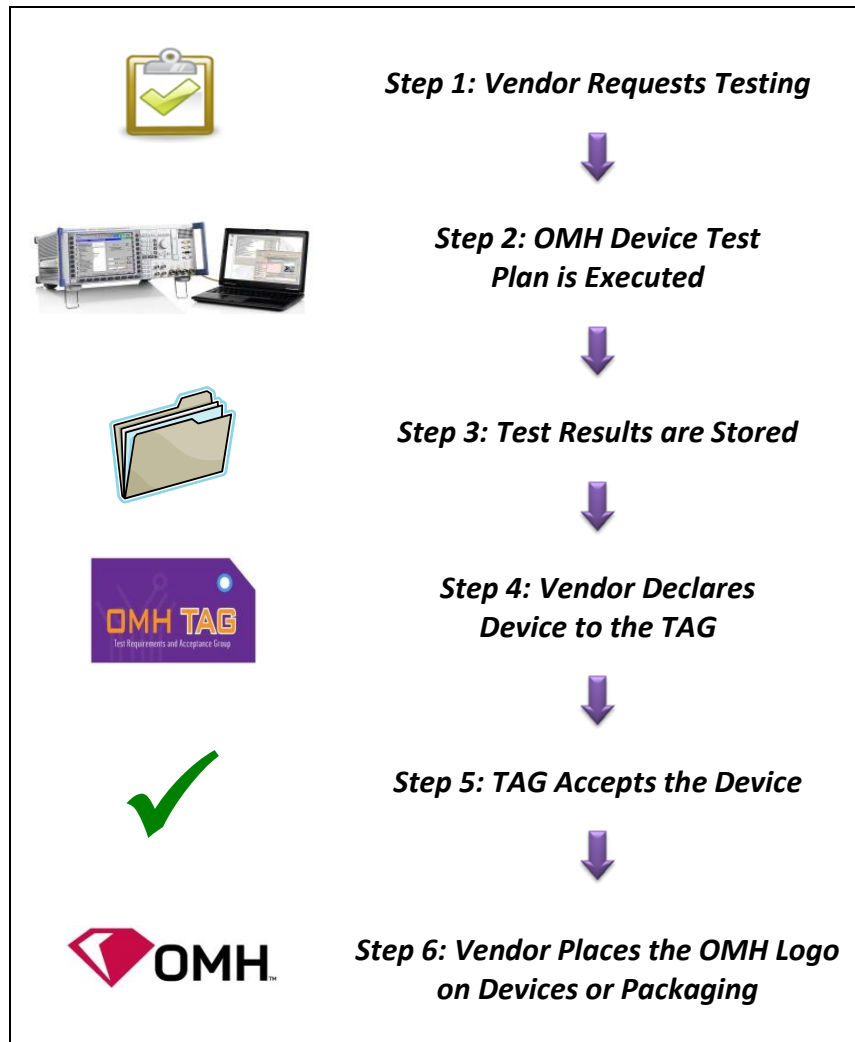 Step 1: Vendor Requests Testing
Step 2: OMH Device Test
Plan is Executed
Step 3: Test Results are Stored
OMH TAG
Test Requirements and Acceptance Group
Step 4: Vendor Declares
Device to the TAG
Step 5: TAG Accepts the Device
OMH™
Step 6: Vendor Places the OMH Logo
on Devices or Packaging